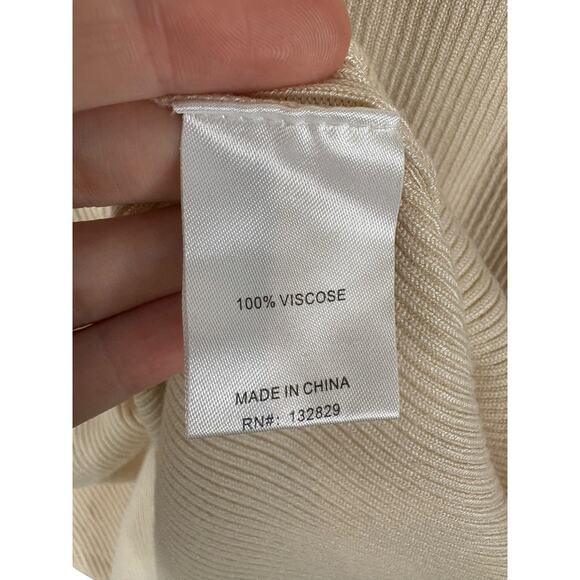 100% VISCOSE
MADE IN CHINA
RN#: 132829